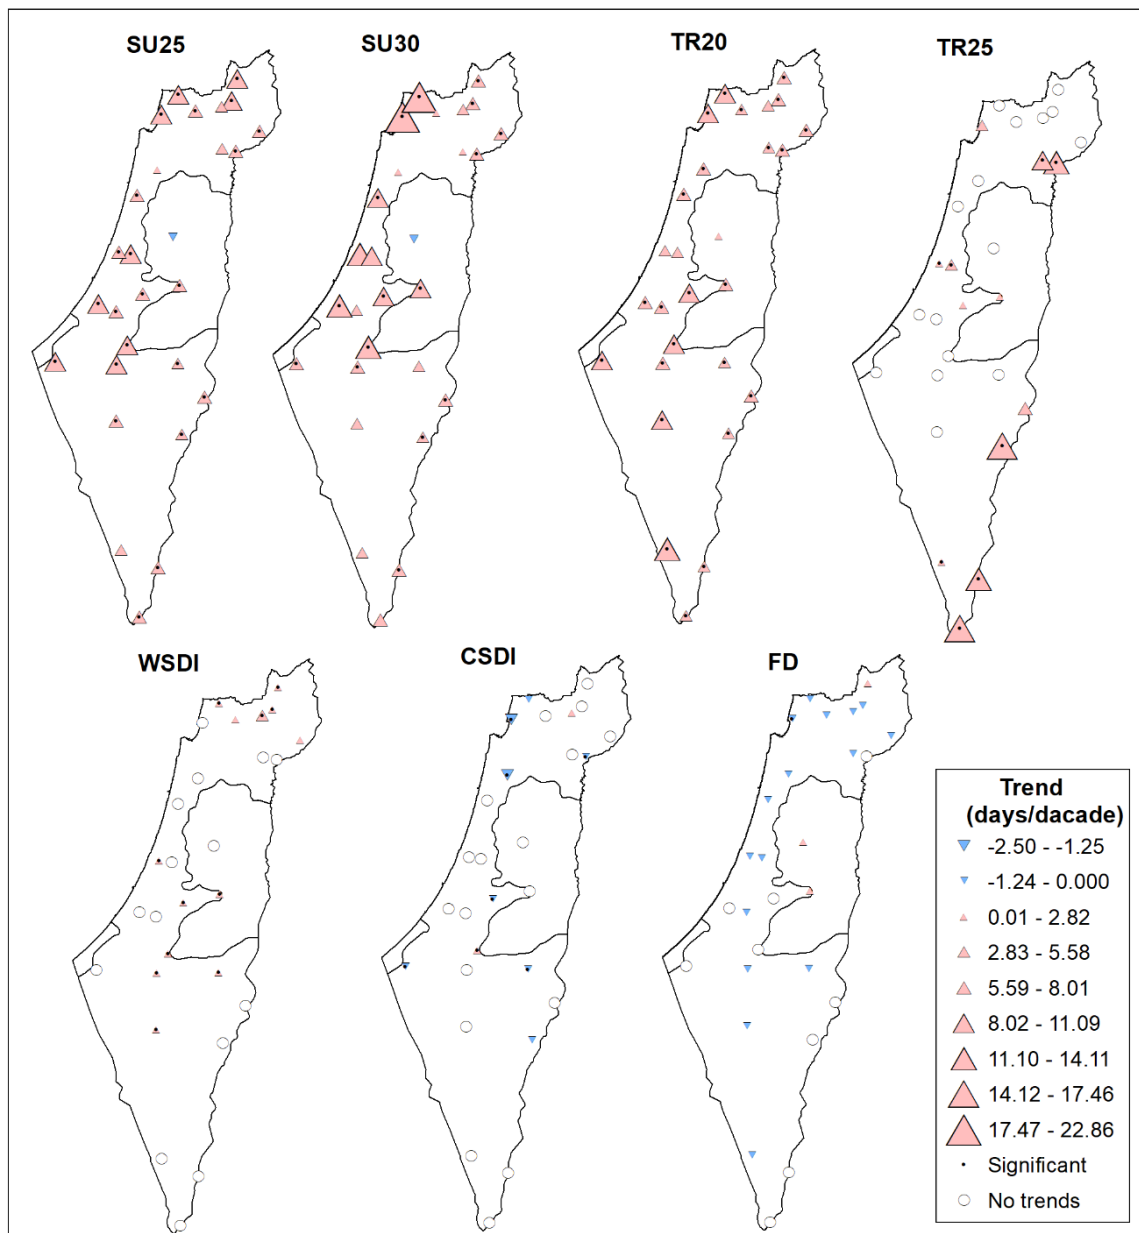 SU25
SU30
TR20
TR25
WSDI
CSDI
FD
Trend
(days/dacade)
-2.50 - -1.25
-1.24 - 0.000
0.01 - 2.82
2.83 - 5.58
5.59 - 8.01
8.02 - 11.09
11.10 - 14.11
14.12 - 17.46
17.47 - 22.86
Significant
No trends